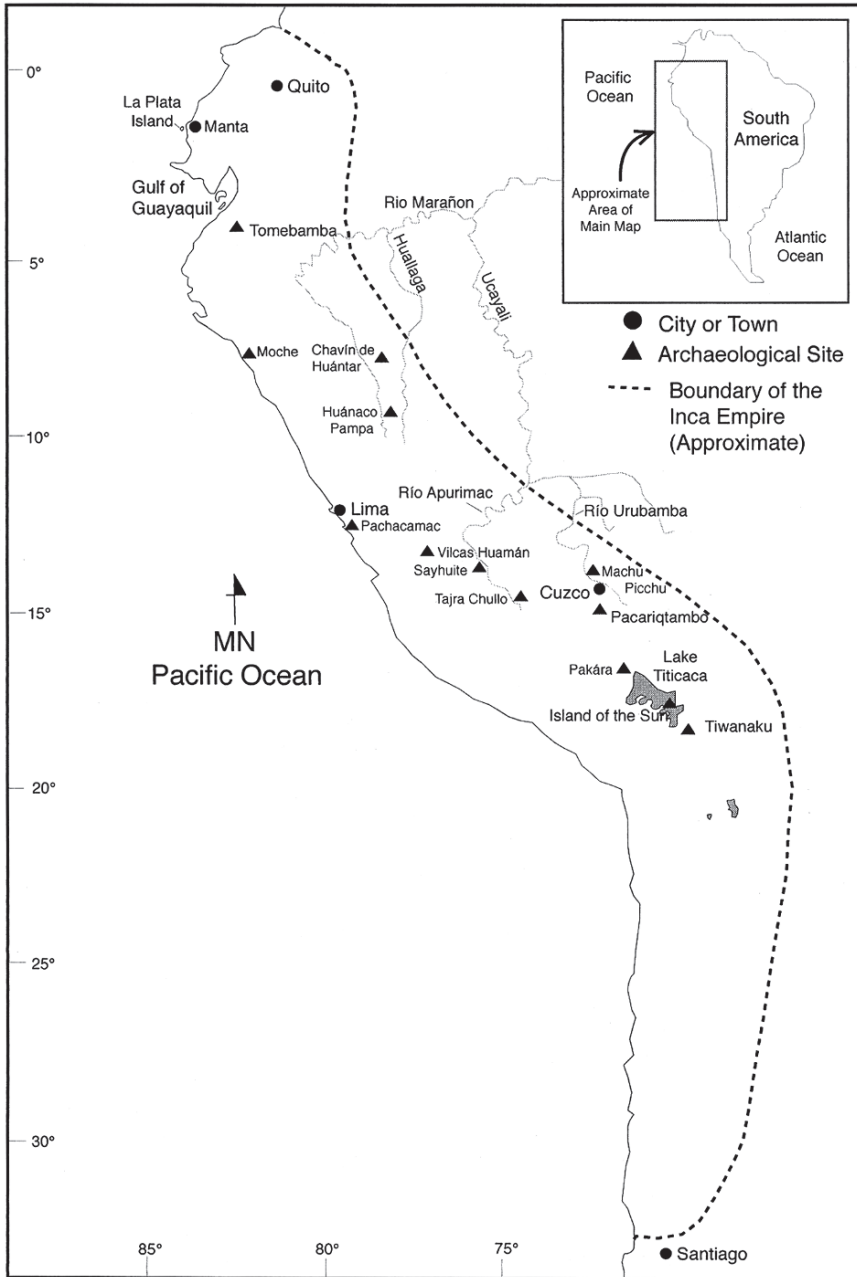 0°
5°
10°
15°
20°
25°
30°
85°
80°
75°
Quito
La Plata
Island
Manta
Gulf of
Guayaquil
Tomebamba
Rio Marañon
Huallaga
Ucayali
Moche
Chavín de
Huántar
Huánaco
Pampa
Lima
Pachacamac
Río Apurimac
Río Urubamba
Vilcas Huamán
Sayhuite
Tajra Chullo
Machu
Picchu
Cuzco
Pacariqtambo
Pakára
Lake
Titicaca
Island of the Sun
Tiwanaku
Santiago
MN
Pacific Ocean
Pacific
Ocean
South
America
Approximate
Area of
Main Map
Atlantic
Ocean
City or Town
Archaeological Site
Boundary of the
Inca Empire
(Approximate)